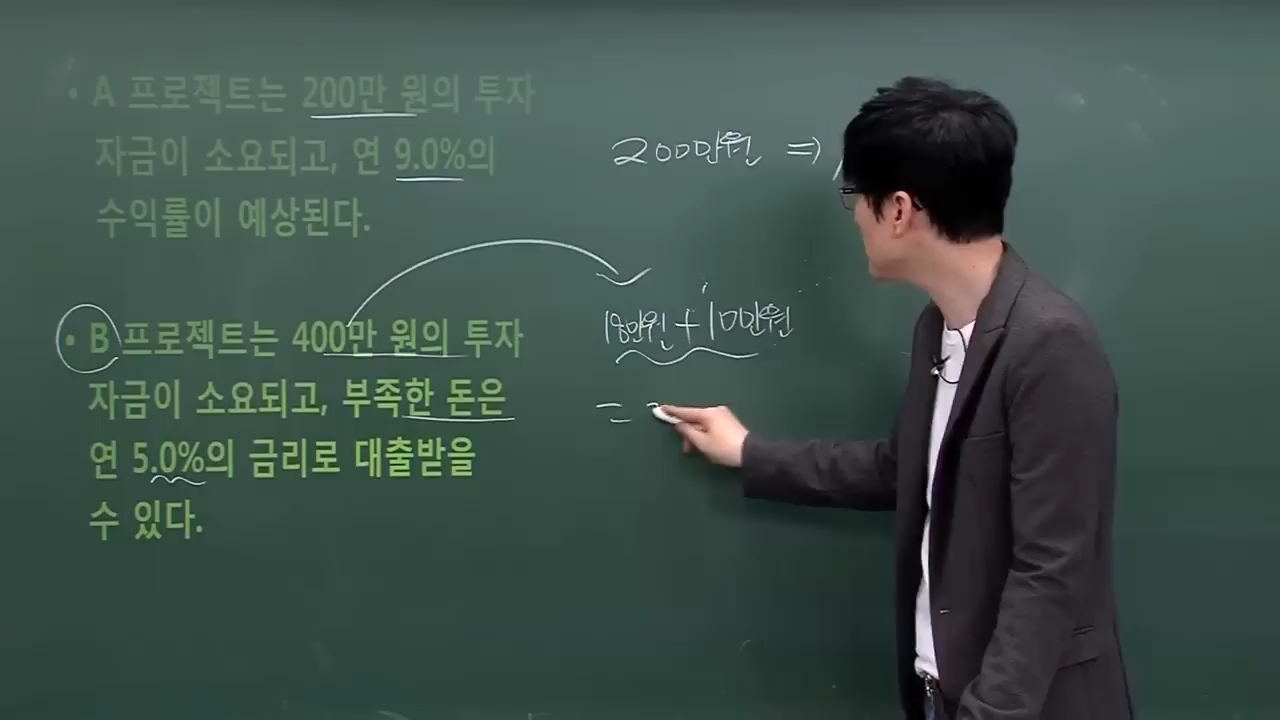 • A 프로젝트는 200만 원의 투자
자금이 소요되고, 연 9.0%의
수익률이 예상된다.
200만원 ⇒
• B 프로젝트는 400만 원의 투자
자금이 소요되고, 부족한 돈은
연 5.0%의 금리로 대출받을
수 있다.
18만원 + 10만원
=